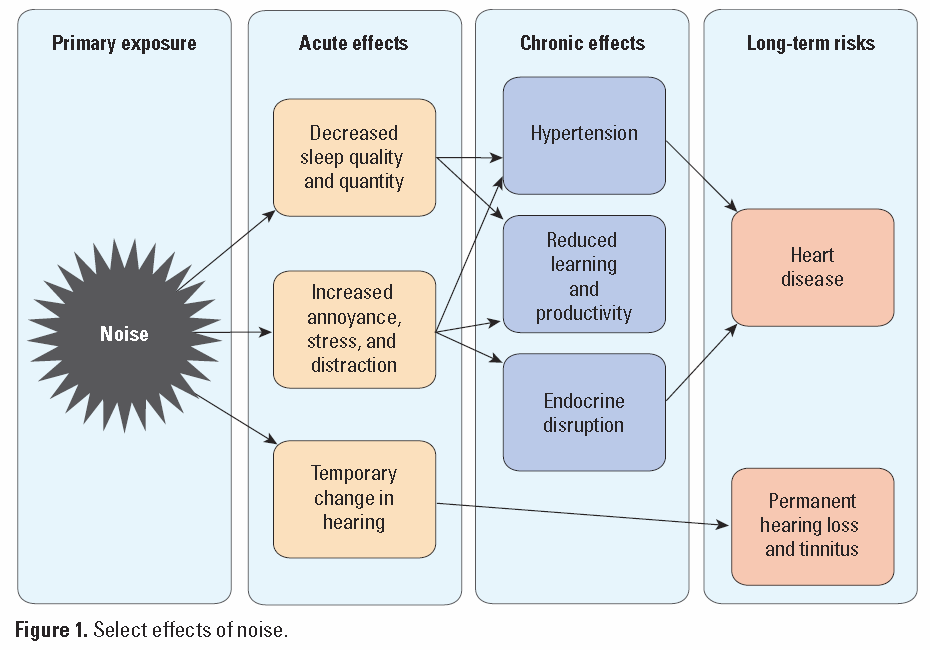 Primary exposure
Acute effects
Chronic effects
Long-term risks
Noise
Decreased
sleep quality
and quantity
Increased
annoyance,
stress, and
distraction
Temporary
change in
hearing
Hypertension
Reduced
learning
and
productivity
Endocrine
disruption
Heart
disease
Permanent
hearing loss
and tinnitus
Figure 1. Select effects of noise.